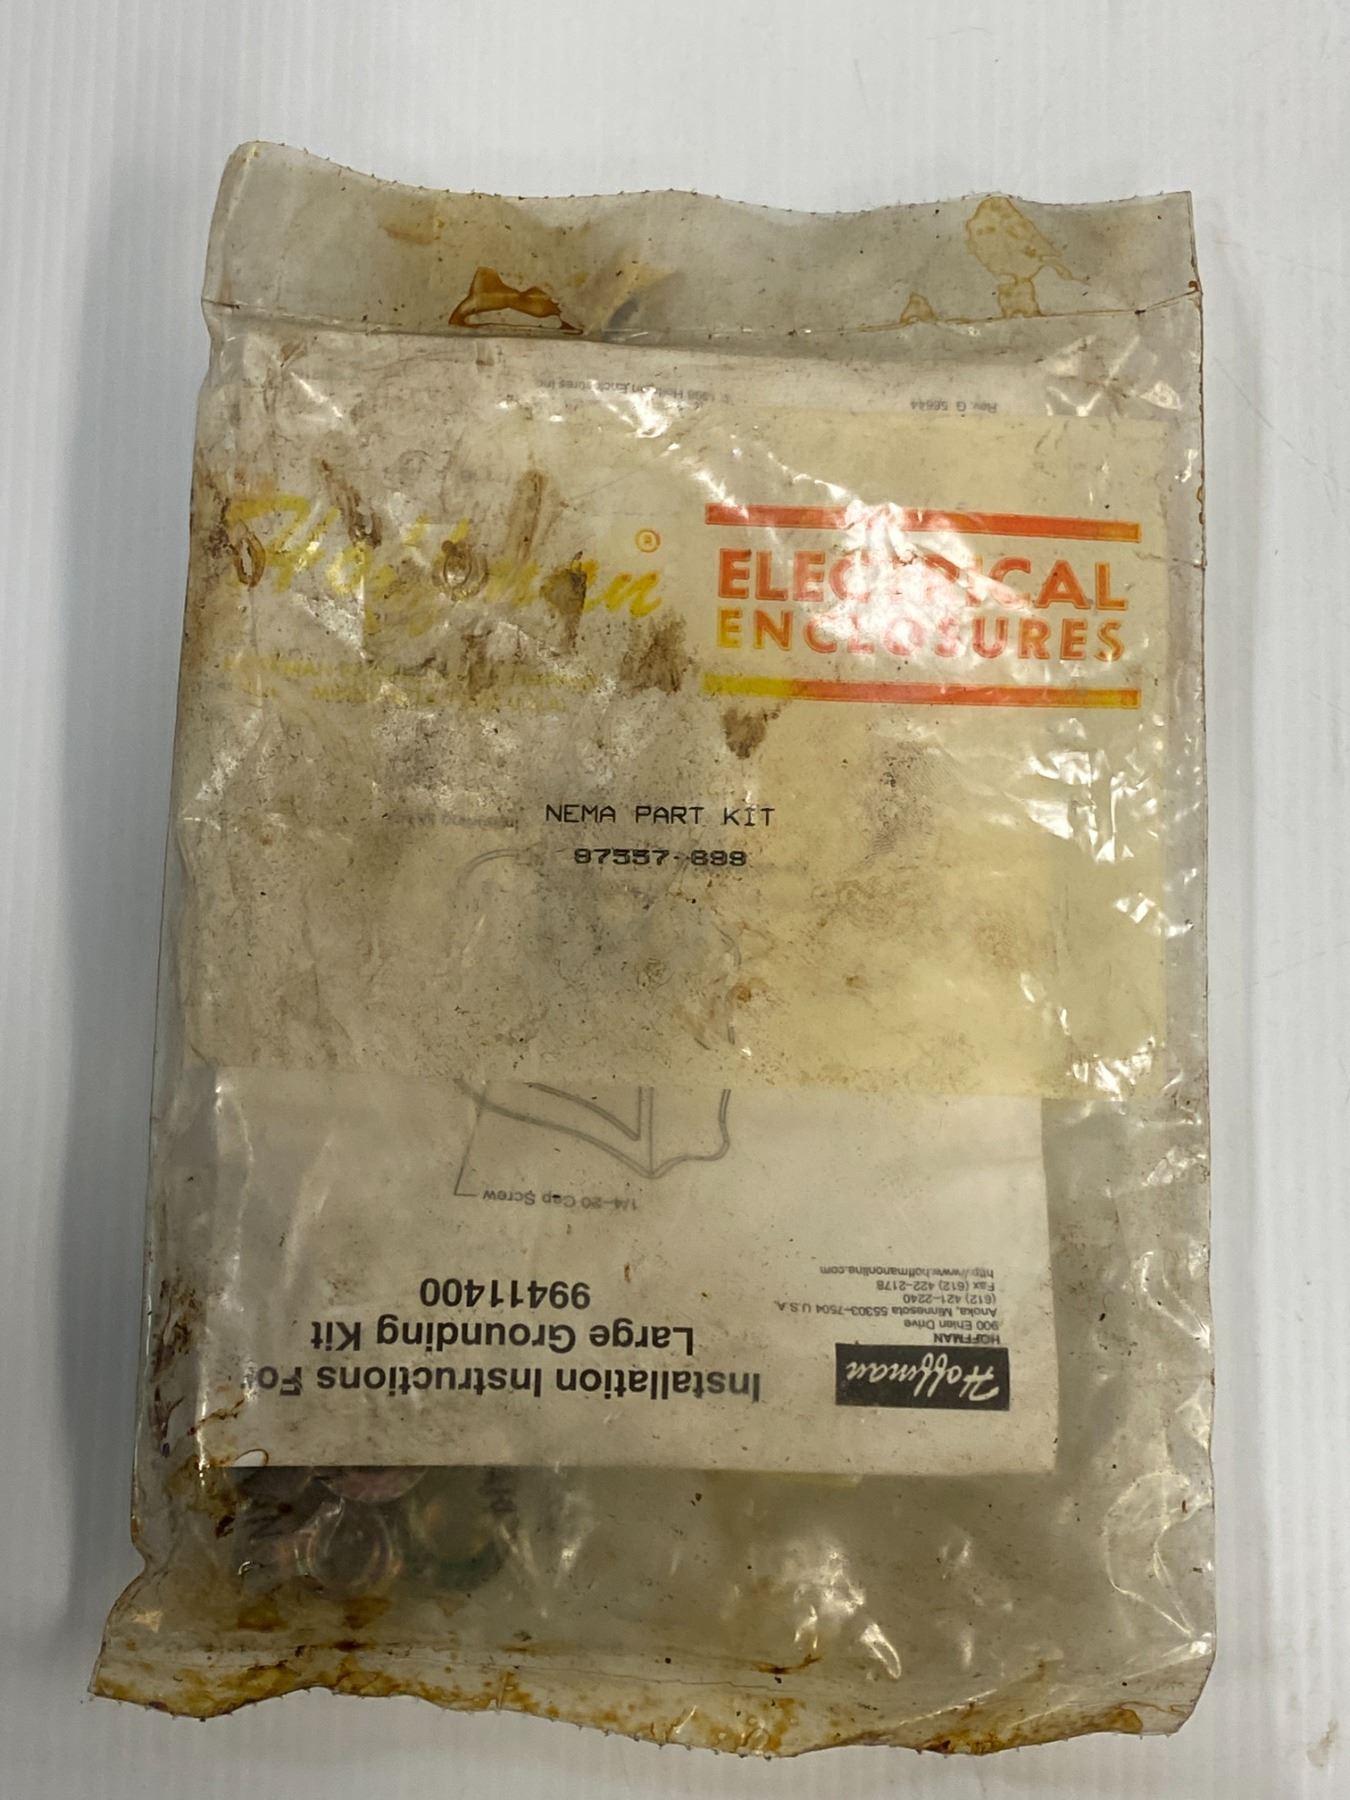 Rev. G 56644
Hoffman®
ELECTRICAL
ENCLOSURES
NEMA PART KIT
87557-899
1/4-20 Cap Screw
Hoffman
HOFFMAN
900 Ehlen Drive
Anoka, Minnesota 55303-7504 U.S.A.
(612) 421-2240
Fax (612) 422-2178
http://www.hoffmanonline.com
Installation Instructions For
Large Grounding Kit
99411400